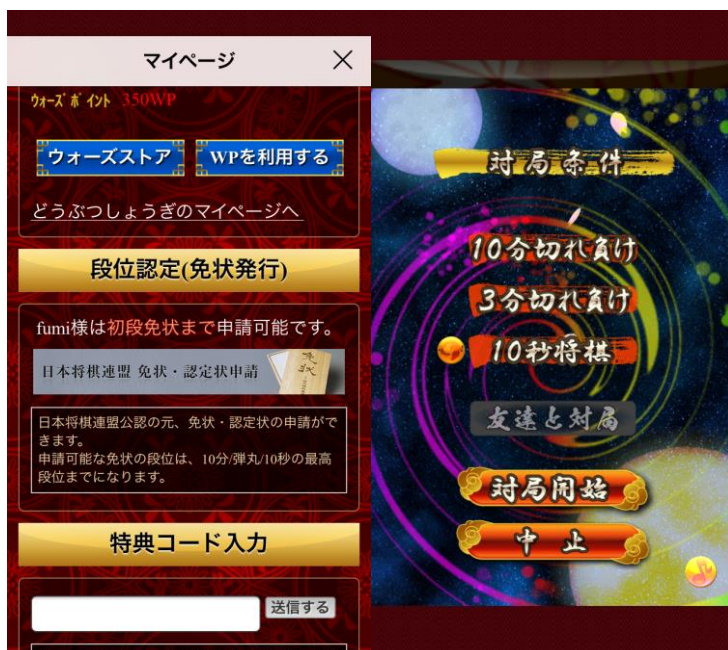 マイページ
ウォーズポイント 350WP
ウォーズストア
WPを利用する
どうぶつしょうぎのマイページへ
段位認定(免状発行)
fumi様は初段免状まで申請可能です。
日本将棋連盟 免状・認定状申請
日本将棋連盟公認の元、免状・認定状の申請がで
きます。
申請可能な免状の段位は、10分/弾丸/10秒の最高
段位までになります。
特典コード入力
送信する
対局条件
10分切れ負け
3分切れ負け
10秒将棋
友達と対局
対局開始
中止